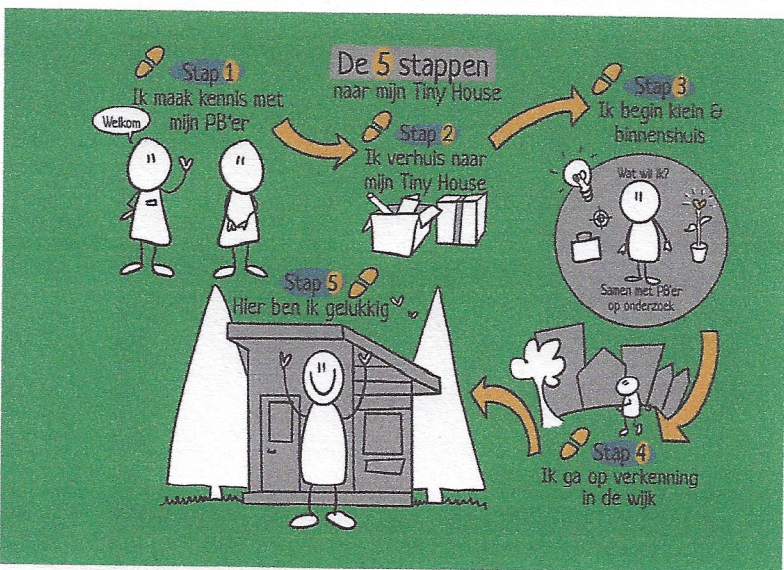 De 5 stappen
naar mijn Tiny House
Stap 1
Ik maak kennis met
mijn PB'er
Welkom
Stap 2
Ik verhuis naar
mijn Tiny House
Stap 3
Ik begin klein &
binnenshuis
Wat wil ik?
Samen met PB'er
op onderzoek
Stap 4
Ik ga op verkenning
in de wijk
Stap 5
Hier ben ik gelukkig